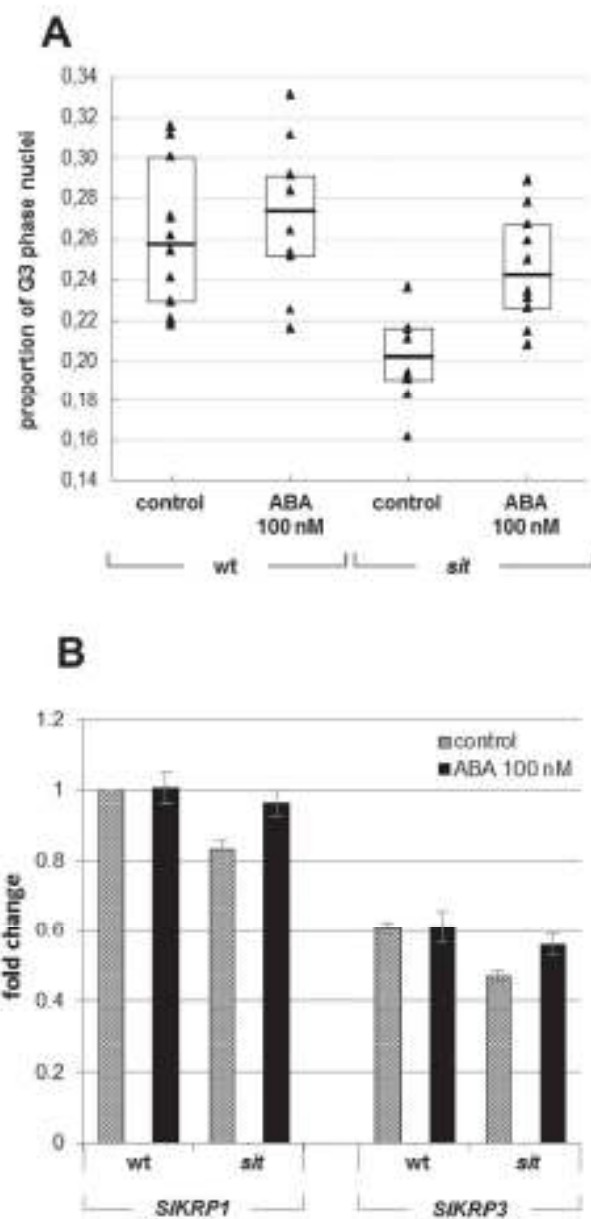 A
proportion of G3 phase nuclei
0,34
0,32
0,30
0,28
0,26
0,24
0,22
0,20
0,18
0,16
0,14
control ABA 100 nM control ABA 100 nM
wt sit
B
fold change
1.2
1
0.8
0.6
0.4
0.2
0
control
ABA 100 nM
wt sit wt sit
SlKRP1 SlKRP3